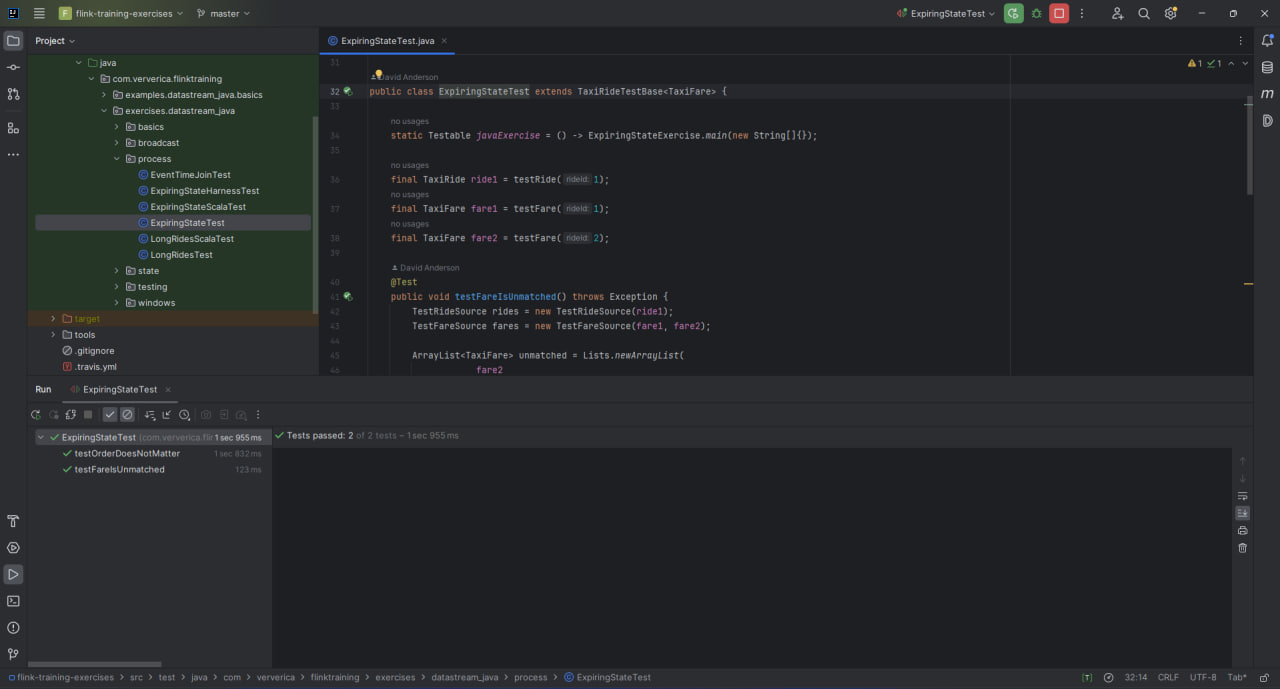 F flink-training-exercises master ExpiringStateTest
Project
java
com.ververica.flinktraining
examples.datastream_java.basics
exercises.datastream_java
basics
broadcast
process
EventTimeJoinTest
ExpiringStateHarnessTest
ExpiringStateScalaTest
ExpiringStateTest
LongRidesScalaTest
LongRidesTest
state
testing
windows
target
tools
.gitignore
.travis.yml
ExpiringStateTest.java
1 1
31
David Anderson
32 public class ExpiringStateTest extends TaxiRideTestBase<TaxiFare> {
33
no usages
34 static Testable javaExercise = () -> ExpiringStateExercise.main(new String[]{});
35
no usages
36 final TaxiRide ride1 = testRide( rideId: 1);
no usages
37 final TaxiFare fare1 = testFare( rideId: 1);
no usages
38 final TaxiFare fare2 = testFare( rideId: 2);
39
David Anderson
40 @Test
41 public void testFareIsUnmatched() throws Exception {
42 TestRideSource rides = new TestRideSource(ride1);
43 TestFareSource fares = new TestFareSource(fare1, fare2);
44
45 ArrayList<TaxiFare> unmatched = Lists.newArrayList(
46 fare2
Run ExpiringStateTest
ExpiringStateTest (com.ververica.flir 1 sec 955 ms
testOrderDoesNotMatter 1 sec 832 ms
testFareIsUnmatched 123 ms
Tests passed: 2 of 2 tests – 1 sec 955 ms
flink-training-exercises > src > test > java > com > ververica > flinktraining > exercises > datastream_java > process > ExpiringStateTest
[T] 32:14 CRLF UTF-8 Tab*